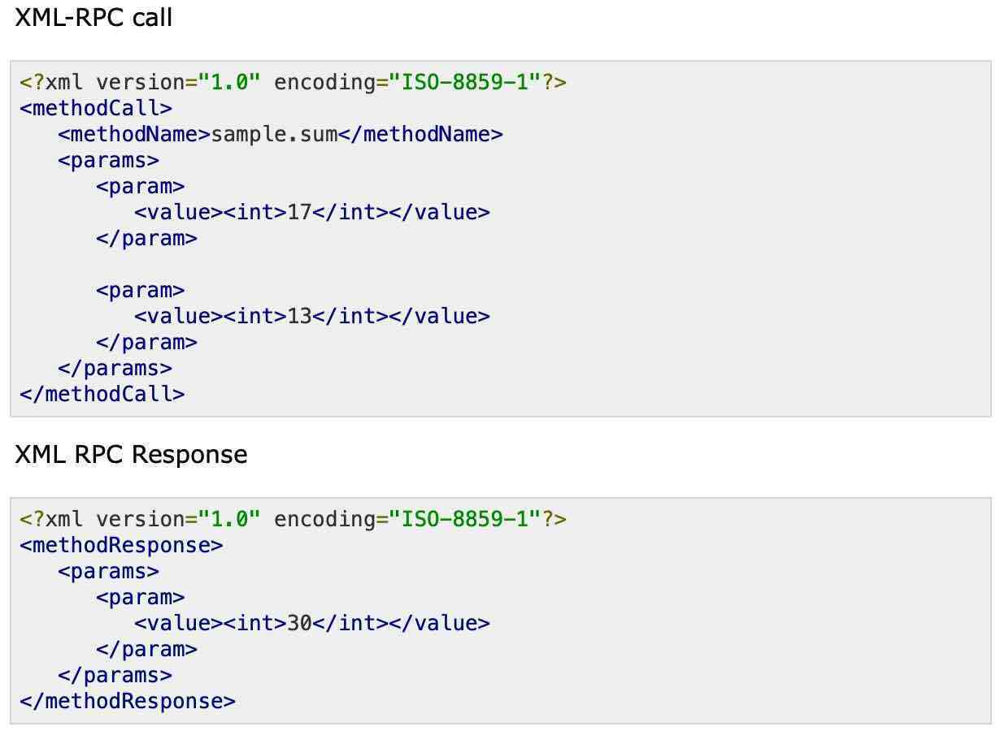 XML-RPC call
<?xml version="1.0" encoding="ISO-8859-1"?>
<methodCall>
   <methodName>sample.sum</methodName>
   <params>
      <param>
         <value><int>17</int></value>
      </param>

      <param>
         <value><int>13</int></value>
      </param>
   </params>
</methodCall>
XML RPC Response
<?xml version="1.0" encoding="ISO-8859-1"?>
<methodResponse>
   <params>
      <param>
         <value><int>30</int></value>
      </param>
   </params>
</methodResponse>